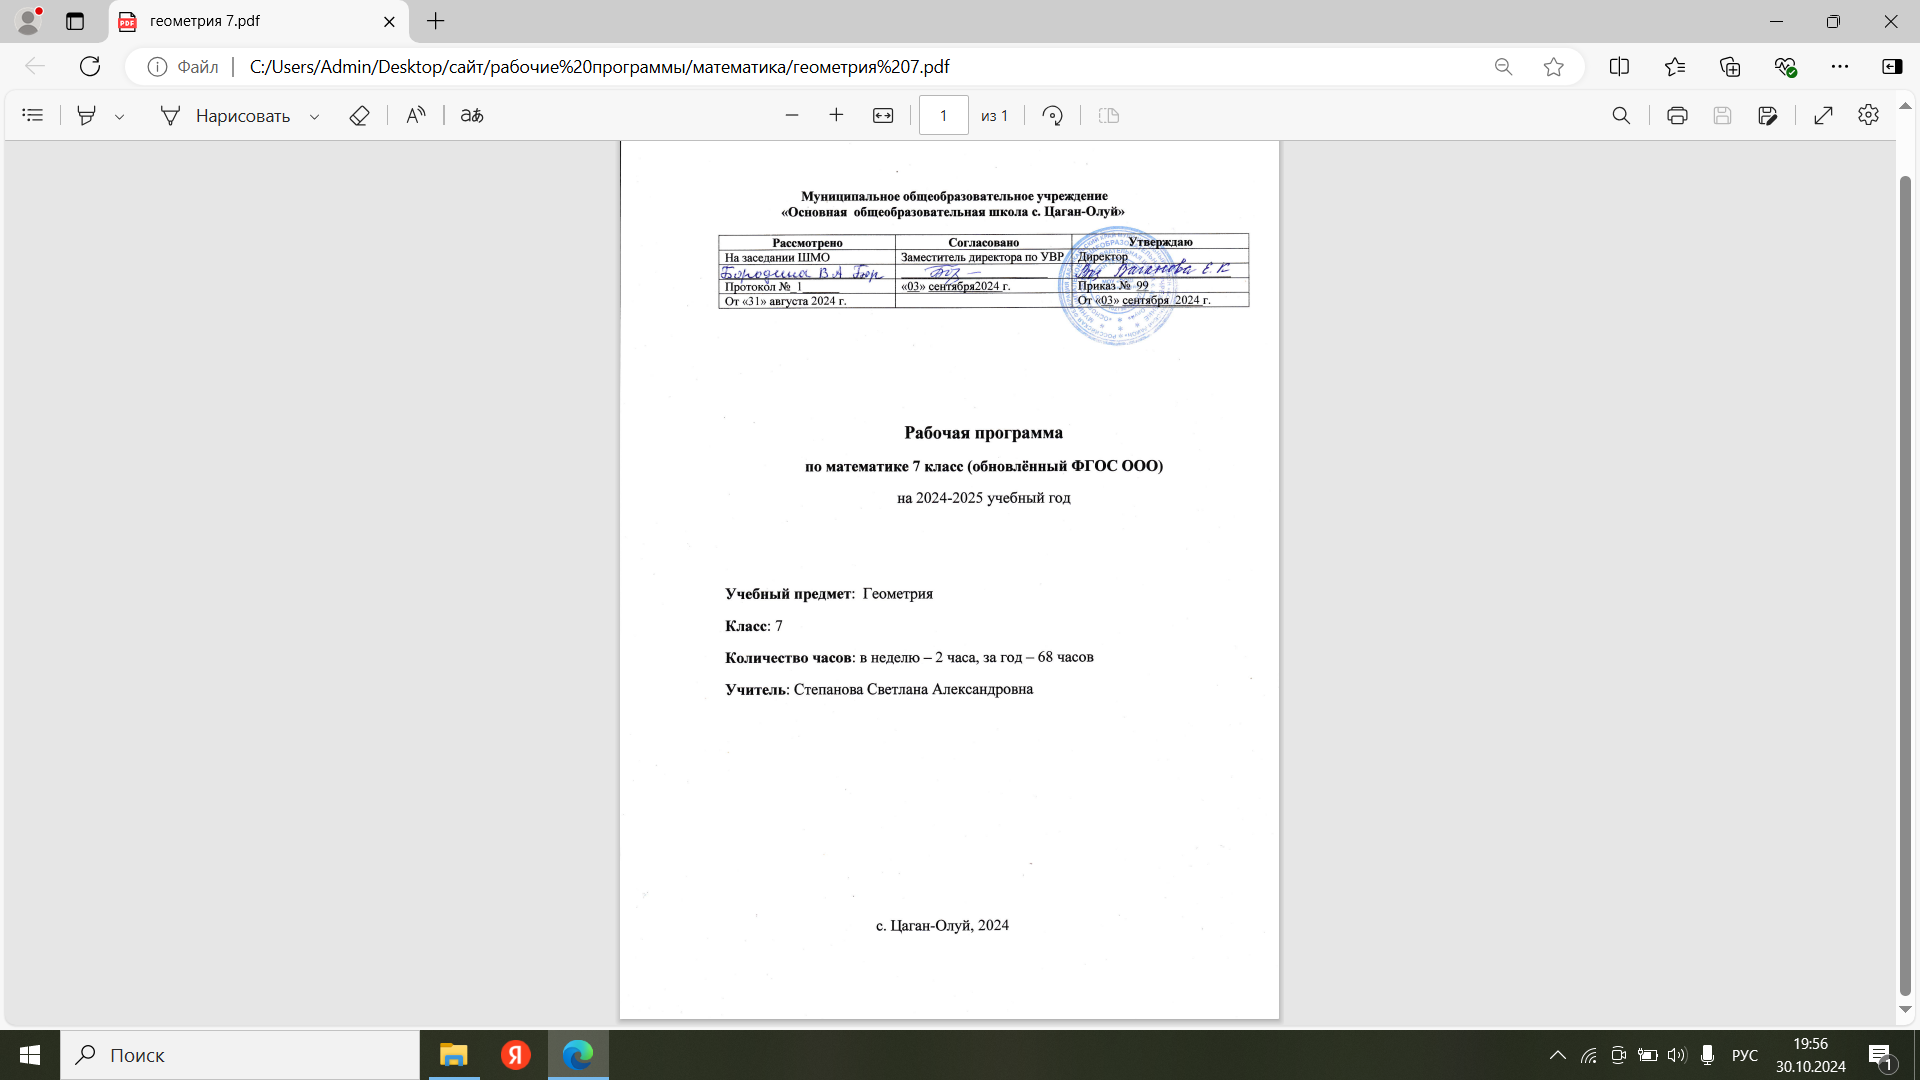 геометрия 7.pdf
Файл C:/Users/Admin/Desktop/сайт/рабочие%20программы/математика/геометрия%207.pdf
Нарисовать 1 из 1
Муниципальное общеобразовательное учреждение
«Основная общеобразовательная школа с. Цаган-Олуй»
Рассмотрено Согласовано Утверждаю
На заседании ШМО Заместитель директора по УВР Директор
Бородина В А Ваганова Е. К
Протокол №_1______ «03» сентября2024 г. Приказ № 99
От «31» августа 2024 г. От «03» сентября 2024 г.
Рабочая программа
по математике 7 класс (обновлённый ФГОС ООО)
на 2024-2025 учебный год
Учебный предмет: Геометрия
Класс: 7
Количество часов: в неделю – 2 часа, за год – 68 часов
Учитель: Степанова Светлана Александровна
с. Цаган-Олуй, 2024
Поиск
РУС
19:56
30.10.2024
1